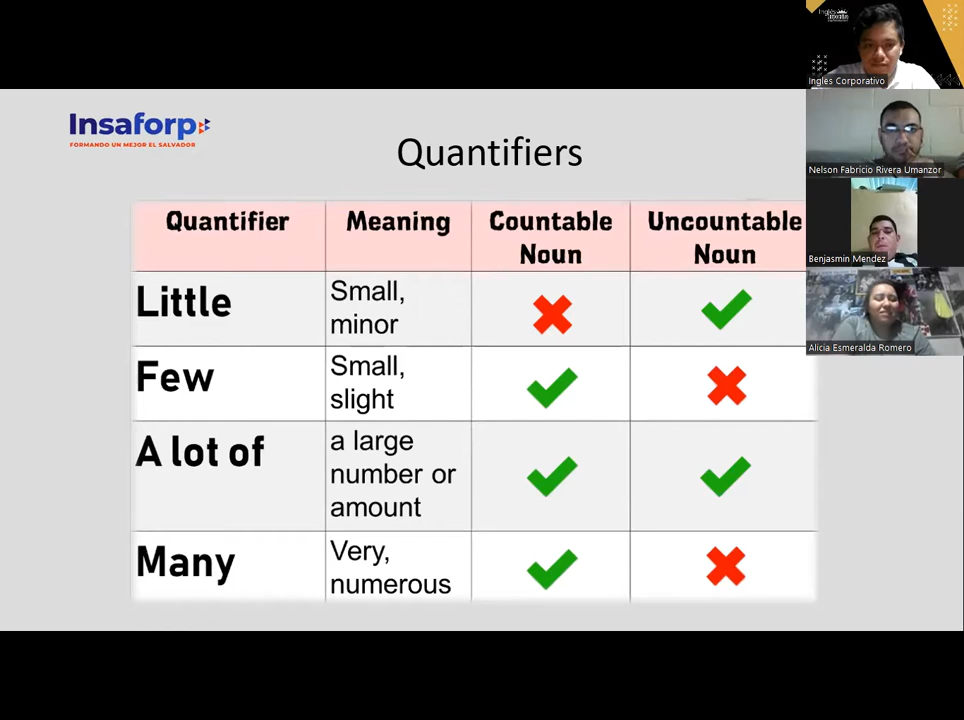 Insaforp
FORMANDO UN MEJOR EL SALVADOR
Quantifiers
Quantifier Meaning Countable Noun Uncountable Noun
Little Small, minor
Few Small, slight
A lot of a large number or amount
Many Very, numerous
Inglés Corporativo
Nelson Fabricio Rivera Umanzor
Benjasmin Mendez
Alicia Esmeralda Romero